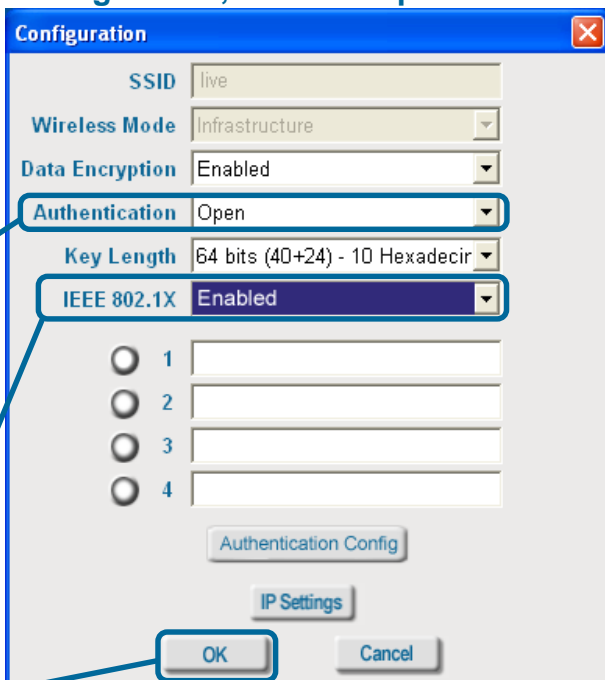 Configuration
SSID live
Wireless Mode Infrastructure
Data Encryption Enabled
Authentication Open
Key Length 64 bits (40+24) - 10 Hexadecir
IEEE 802.1X Enabled
1
2
3
4
Authentication Config
IP Settings
OK Cancel